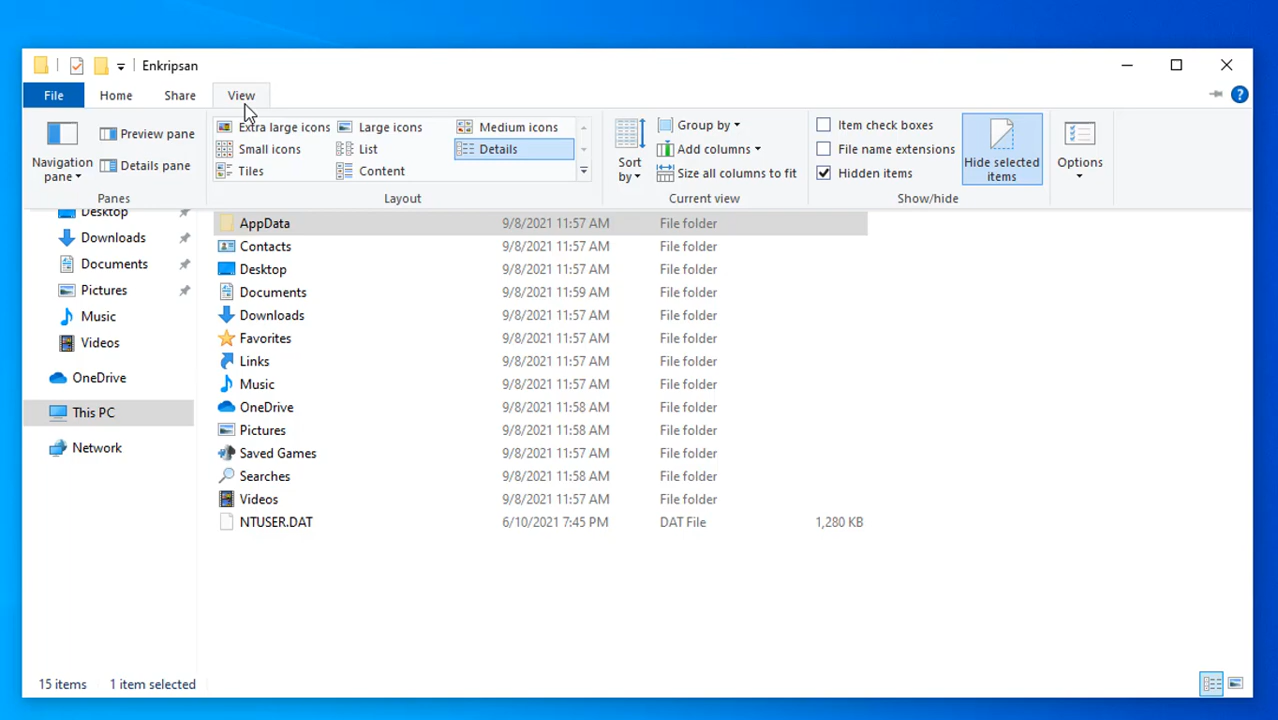 Enkripsan
File Home Share View
Navigation pane
Preview pane
Details pane
Panes
Extra large icons Large icons Medium icons
Small icons List Details
Tiles Content
Layout
Sort by
Group by
Add columns
Size all columns to fit
Current view
Item check boxes
File name extensions
Hidden items
Hide selected items
Show/hide
Options
Desktop
Downloads
Documents
Pictures
Music
Videos
OneDrive
This PC
Network
AppData 9/8/2021 11:57 AM File folder
Contacts 9/8/2021 11:57 AM File folder
Desktop 9/8/2021 11:57 AM File folder
Documents 9/8/2021 11:59 AM File folder
Downloads 9/8/2021 11:57 AM File folder
Favorites 9/8/2021 11:57 AM File folder
Links 9/8/2021 11:57 AM File folder
Music 9/8/2021 11:57 AM File folder
OneDrive 9/8/2021 11:58 AM File folder
Pictures 9/8/2021 11:58 AM File folder
Saved Games 9/8/2021 11:57 AM File folder
Searches 9/8/2021 11:58 AM File folder
Videos 9/8/2021 11:57 AM File folder
NTUSER.DAT 6/10/2021 7:45 PM DAT File 1,280 KB
15 items 1 item selected